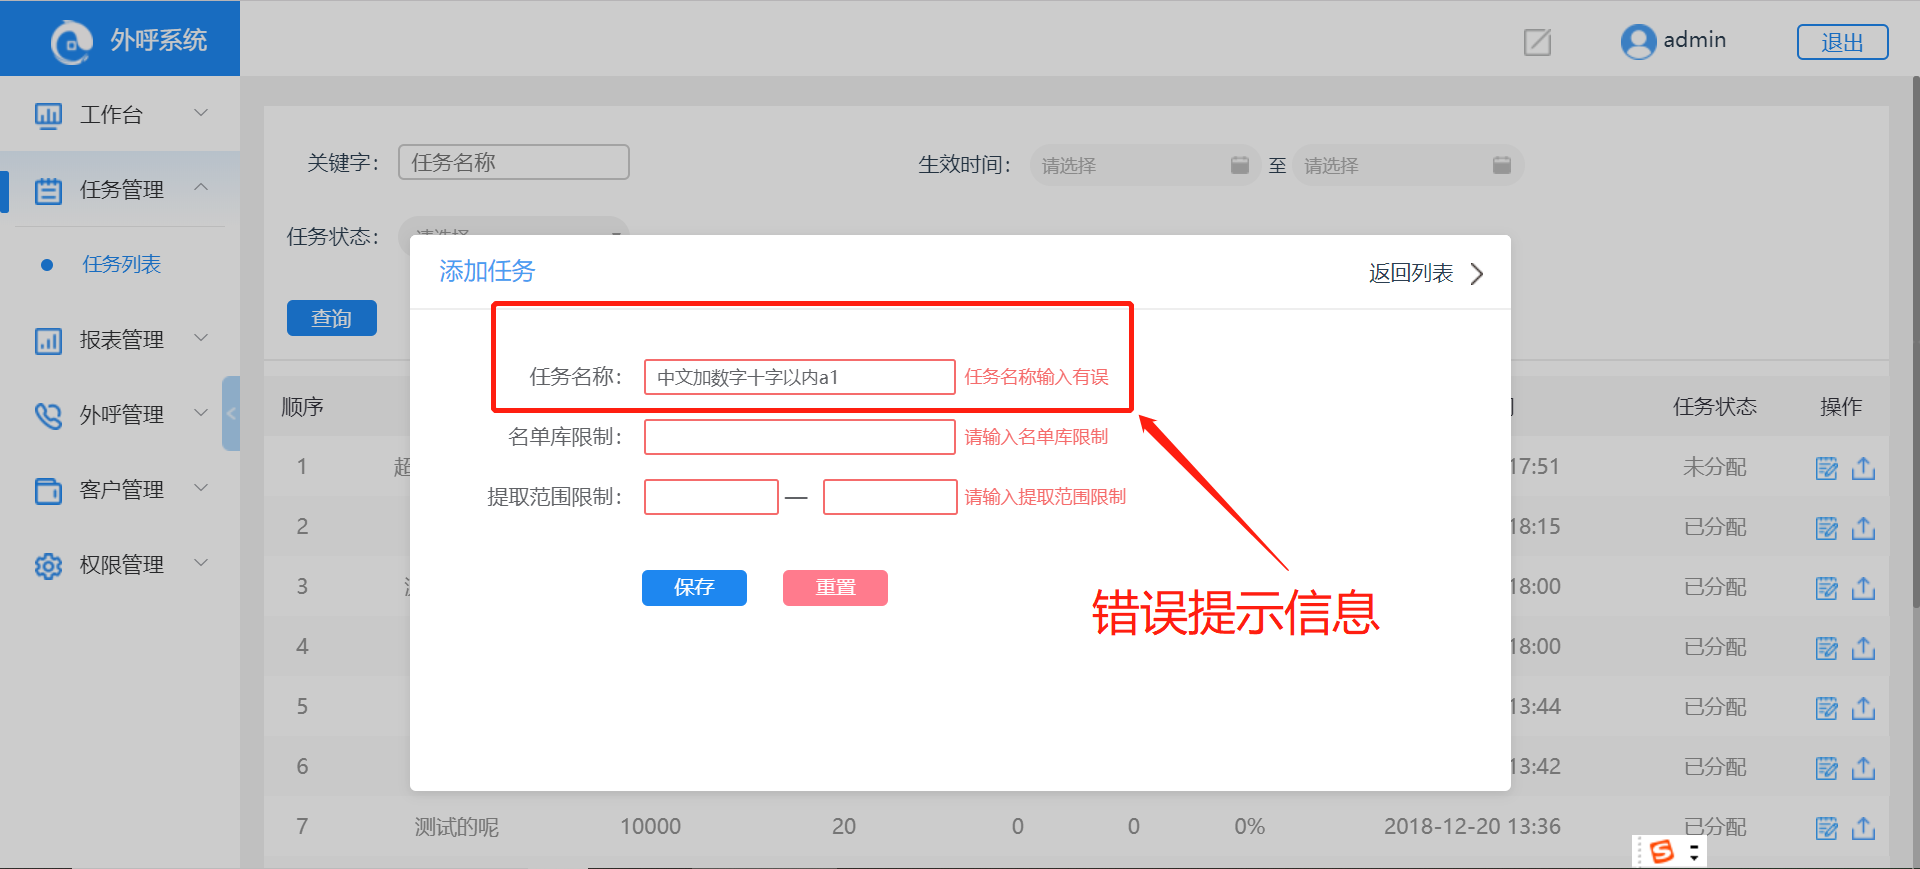 外呼系统
admin
退出
工作台
任务管理
任务列表
报表管理
外呼管理
客户管理
权限管理
关键字：
任务名称
生效时间：
请选择
至
请选择
任务状态：
查询
添加任务
返回列表
任务名称：
中文加数字十字以内a1
任务名称输入有误
名单库限制：
请输入名单库限制
提取范围限制：
—
请输入提取范围限制
保存
重置
错误提示信息
顺序
任务状态
操作
1
17:51
未分配
2
18:15
已分配
3
18:00
已分配
4
18:00
已分配
5
13:44
已分配
6
13:42
已分配
7 测试的呢 10000 20 0 0 0% 2018-12-20 13:36 已分配